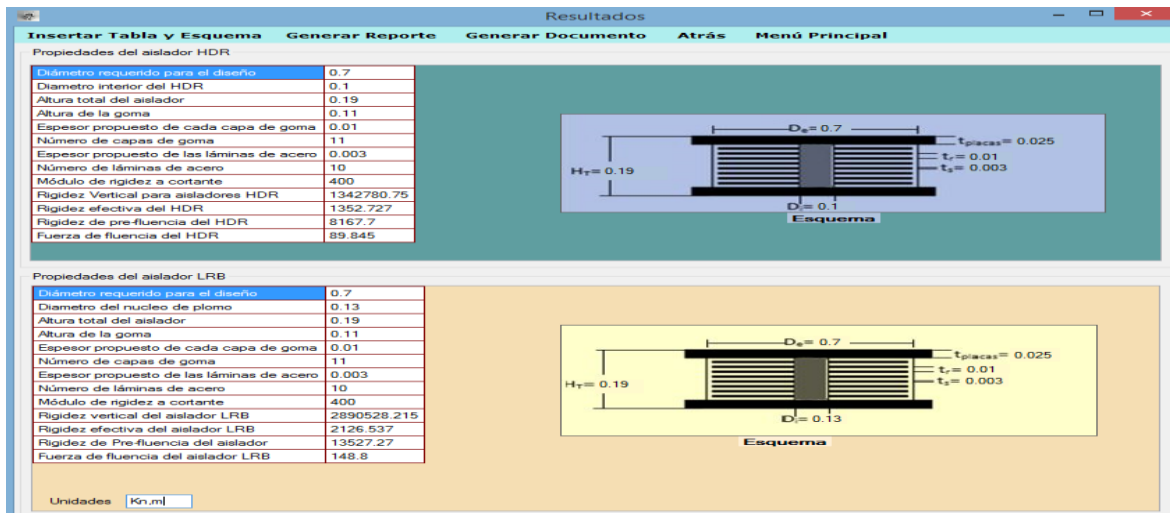 Resultados
Insertar Tabla y Esquema Generar Reporte Generar Documento Atrás Menú Principal
Propiedades del aislador HDR
Diámetro requerido para el diseño 0.7
Diametro interior del HDR 0.1
Altura total del aislador 0.19
Altura de la goma 0.11
Espesor propuesto de cada capa de goma 0.01
Número de capas de goma 11
Espesor propuesto de las láminas de acero 0.003
Número de láminas de acero 10
Módulo de rigidez a cortante 400
Rigidez Vertical para aisladores HDR 1342780.75
Rigidez efectiva del HDR 1352.727
Rigidez de pre-fluencia del HDR 8167.7
Fuerza de fluencia del HDR 89.845
Dₑ= 0.7
t placas= 0.025
tᵣ= 0.01
tₛ= 0.003
H_T= 0.19
Dᵢ= 0.1
Esquema
Propiedades del aislador LRB
Diámetro requerido para el diseño 0.7
Diametro del nucleo de plomo 0.13
Altura total del aislador 0.19
Altura de la goma 0.11
Espesor propuesto de cada capa de goma 0.01
Número de capas de goma 11
Espesor propuesto de las láminas de acero 0.003
Número de láminas de acero 10
Módulo de rigidez a cortante 400
Rigidez vertical del aislador LRB 2890528.215
Rigidez efectiva del aislador LRB 2126.537
Rigidez de Pre-fluencia del aislador 13527.27
Fuerza de fluencia del aislador LRB 148.8
Dₑ= 0.7
t placas= 0.025
tᵣ= 0.01
tₛ= 0.003
H_T= 0.19
Dᵢ= 0.13
Esquema
Unidades Kn,m